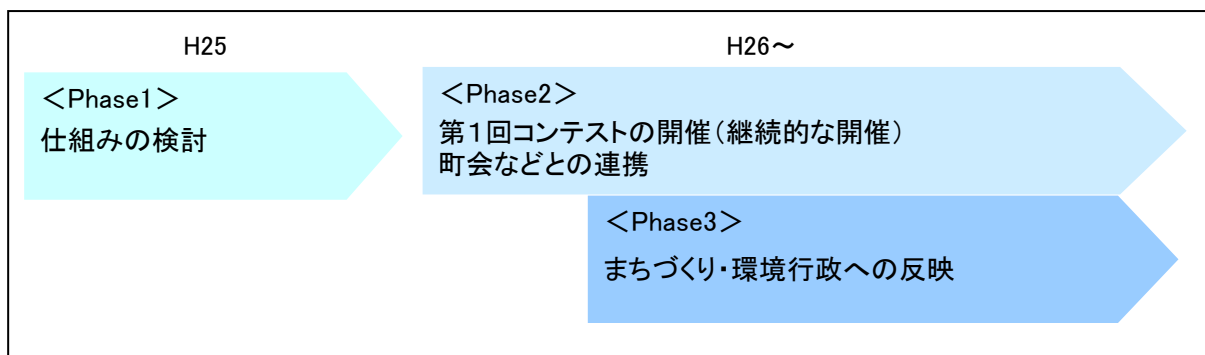 H25
H26～
＜Phase1＞
仕組みの検討
＜Phase2＞
第１回コンテストの開催（継続的な開催）
町会などとの連携
＜Phase3＞
まちづくり・環境行政への反映